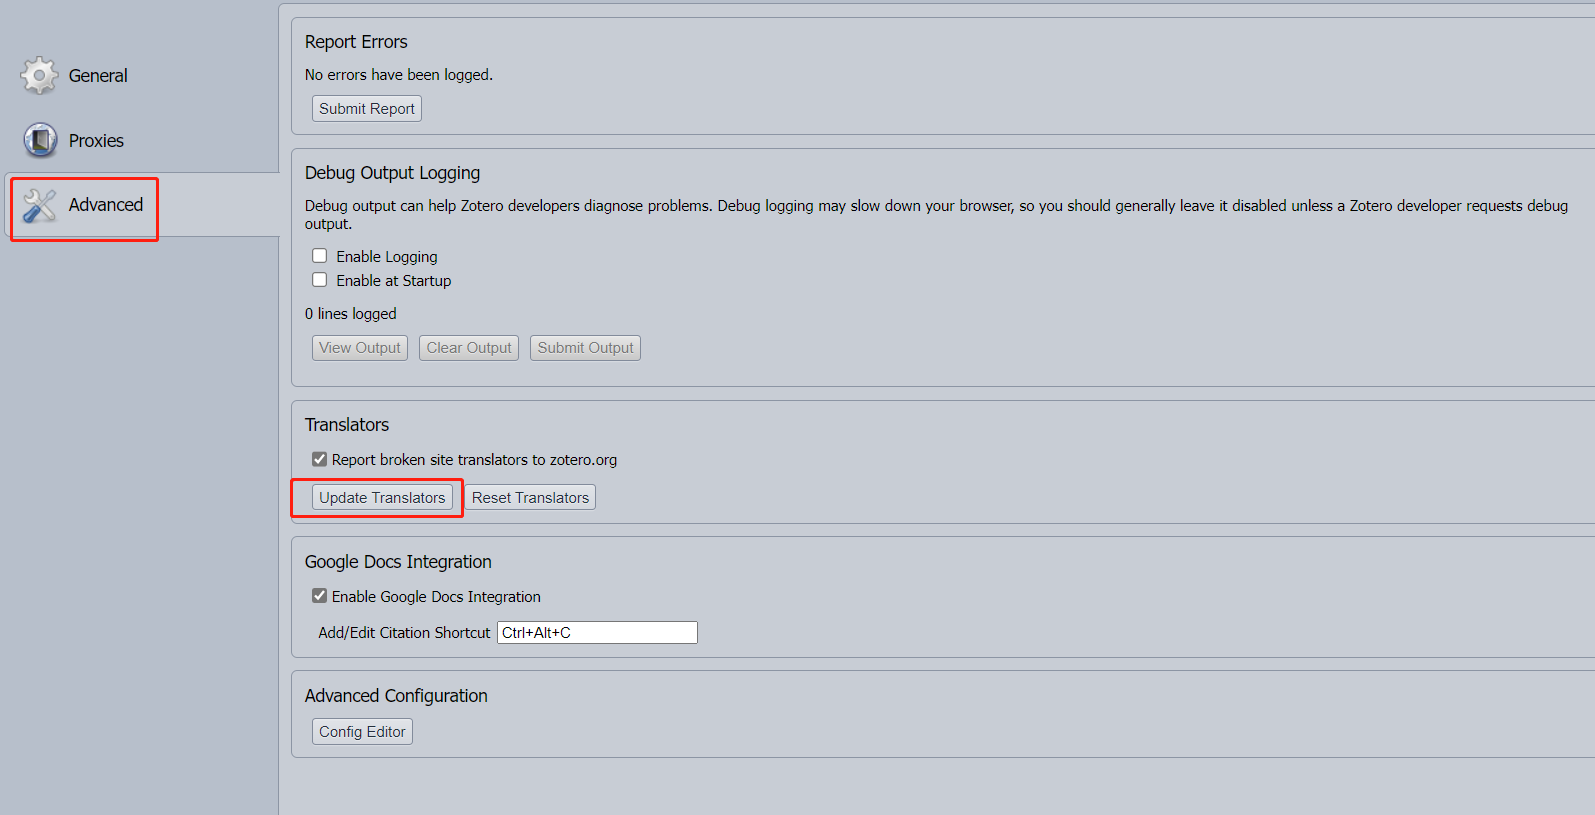 General
Proxies
Advanced
Report Errors
No errors have been logged.
Submit Report
Debug Output Logging
Debug output can help Zotero developers diagnose problems. Debug logging may slow down your browser, so you should generally leave it disabled unless a Zotero developer requests debug
output.
Enable Logging
Enable at Startup
0 lines logged
View Output Clear Output Submit Output
Translators
Report broken site translators to zotero.org
Update Translators Reset Translators
Google Docs Integration
Enable Google Docs Integration
Add/Edit Citation Shortcut Ctrl+Alt+C
Advanced Configuration
Config Editor